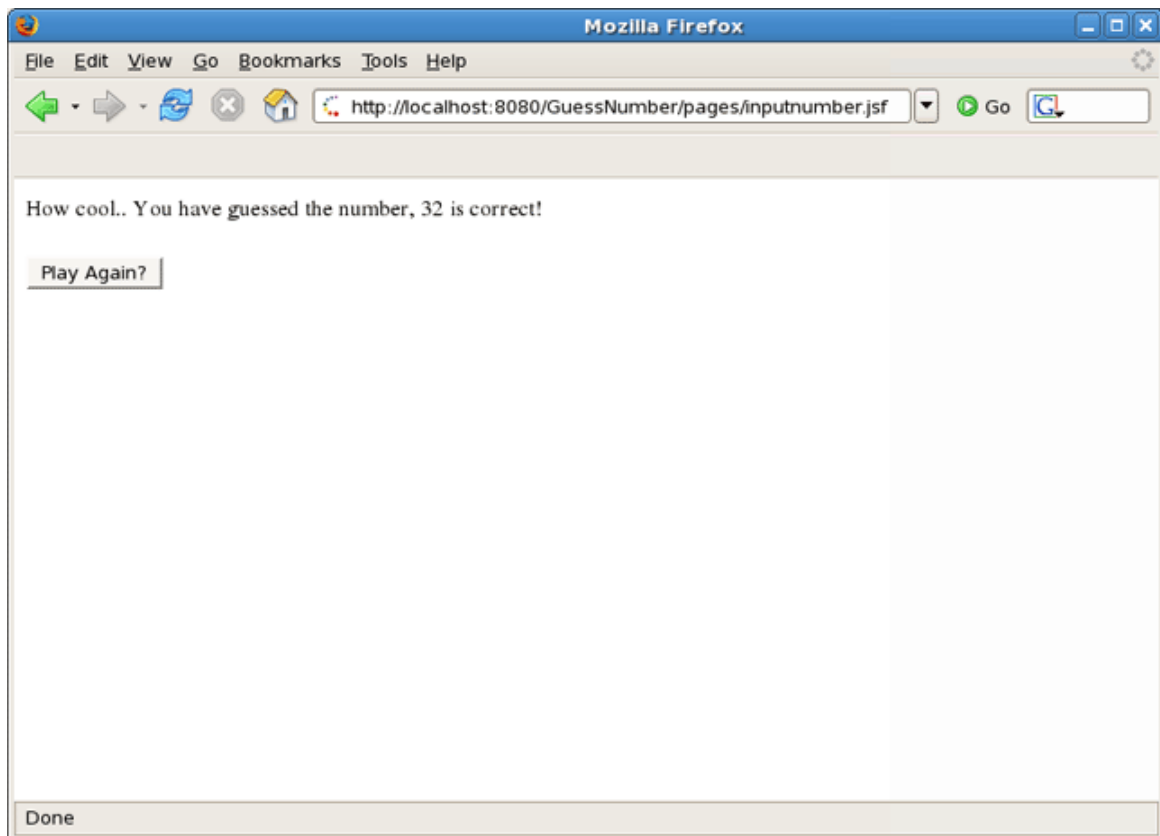 Mozilla Firefox
File Edit View Go Bookmarks Tools Help
http://localhost:8080/GuessNumber/pages/inputnumber.jsf Go G
How cool.. You have guessed the number, 32 is correct!
Play Again?
Done